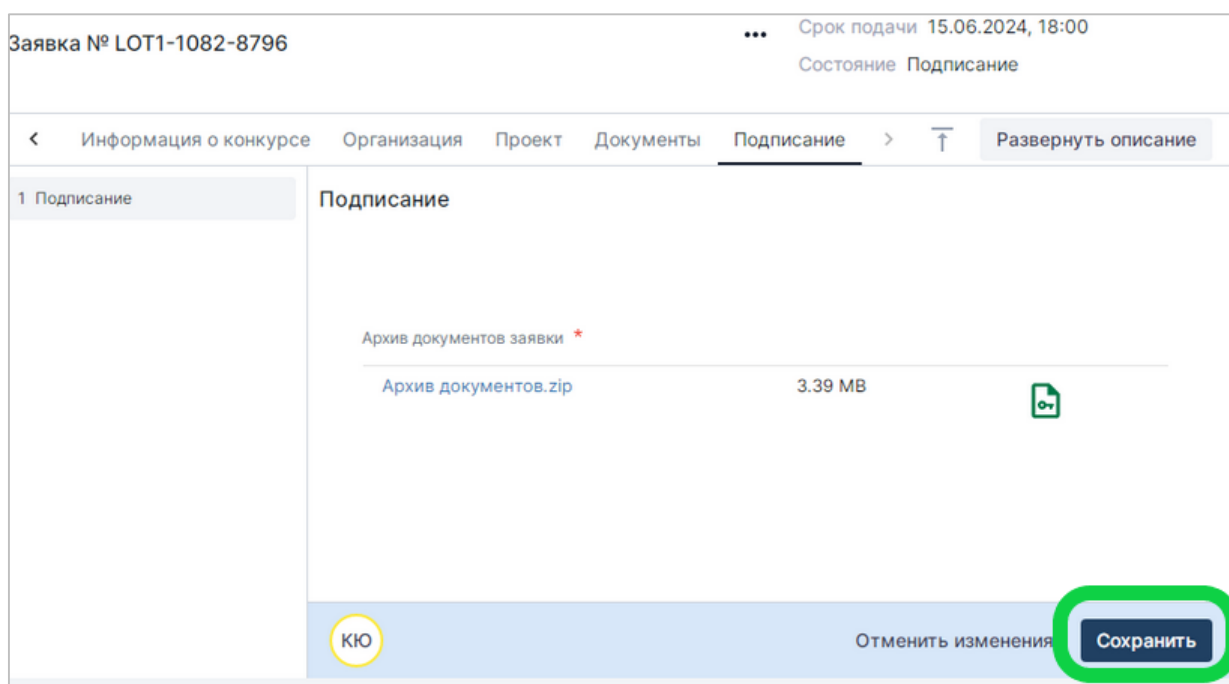 Заявка № LOT1-1082-8796
••• Срок подачи 15.06.2024, 18:00
Состояние Подписание
Информация о конкурсе Организация Проект Документы Подписание Развернуть описание
1 Подписание
Подписание
Архив документов заявки *
Архив документов.zip 3.39 MB
КЮ Отменить изменения Сохранить